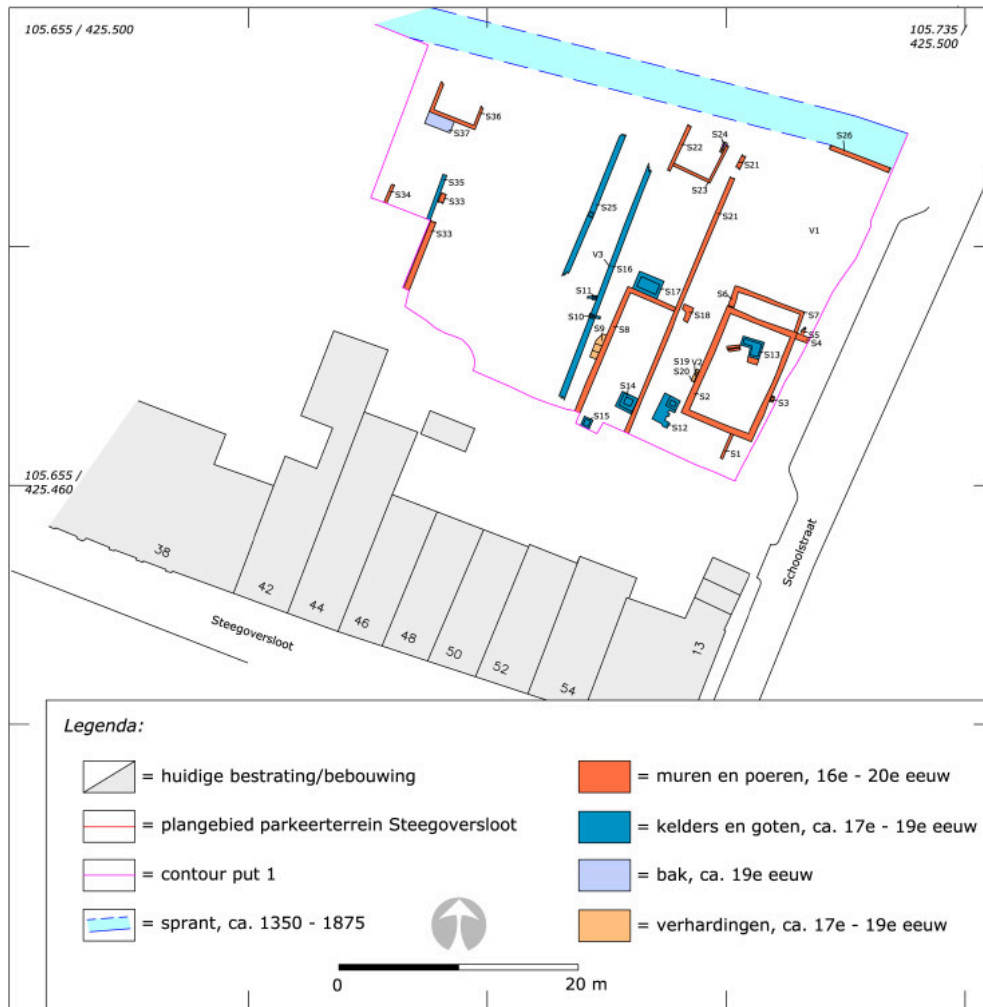 105.655 / 425.500
105.735 /
425.500
S36
S37
S34
S35
S33
S33
S22
S24
S23
S21
S26
S25
S21
V1
V3
S16
S11
S17
S10
S9
S8
S18
S6
S7
S5
S4
S13
S19
V2
S20
S2
S3
S14
S15
S12
S1
105.655 /
425.460
38
42
44
46
48
50
52
54
13
Steegoversloot
Schoolstraat
Legenda:
= huidige bestrating/bebouwing
= plangebied parkeerterrein Steegoversloot
= contour put 1
= sprant, ca. 1350 - 1875
= muren en poeren, 16e - 20e eeuw
= kelders en goten, ca. 17e - 19e eeuw
= bak, ca. 19e eeuw
= verhardingen, ca. 17e - 19e eeuw
0
20 m